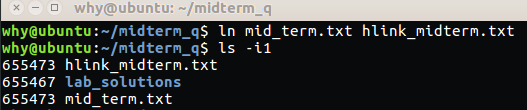 why@ubuntu: ~/midterm_q
why@ubuntu:~/midterm_q$ ln mid_term.txt hlink_midterm.txt
why@ubuntu:~/midterm_q$ ls -i1
655473 hlink_midterm.txt
655467 lab_solutions
655473 mid_term.txt